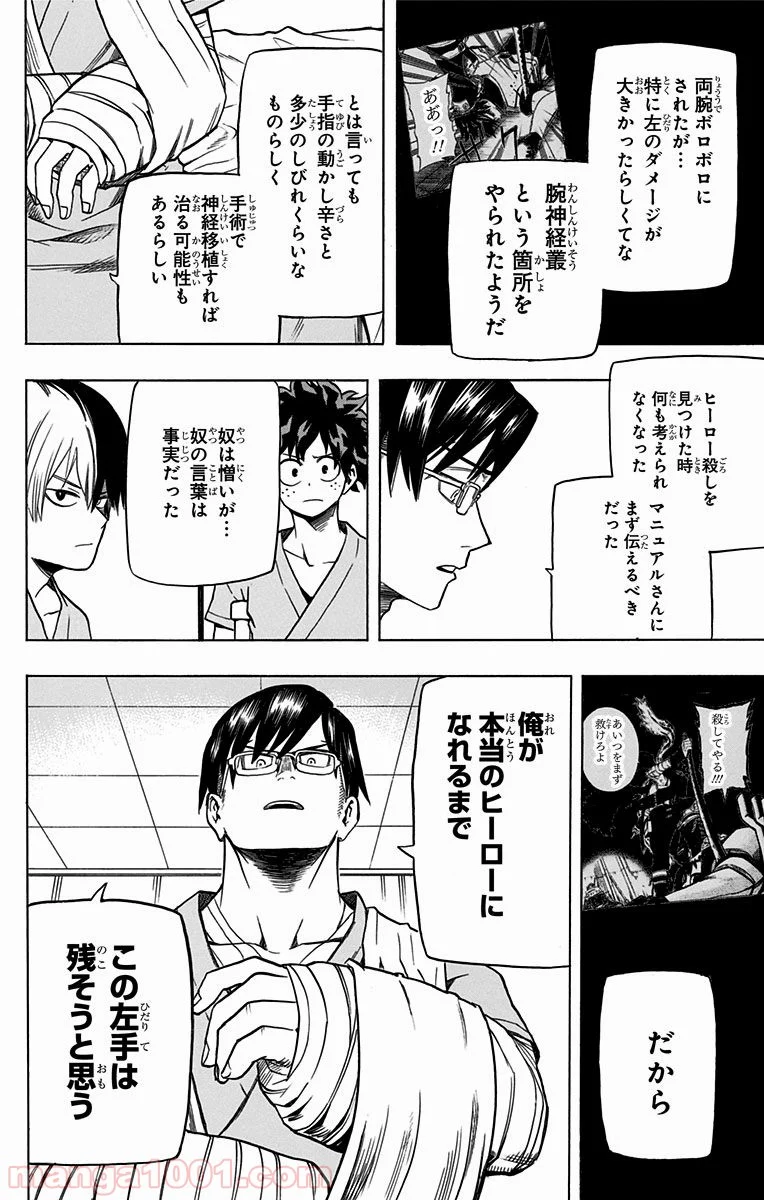 両腕ボロボロに
されたが…
特に左のダメージが
大きかったらしくてな
ああっ!!
腕神経叢
という箇所を
やられたようだ
とは言っても
手指の動かし辛さと
多少のしびれくらいな
ものらしく
手術で
神経移植すれば
治る可能性も
あるらしい
ヒーロー殺しを
見つけた時
何も考えられ
なくなった
マニュアルさんに
まず伝えるべき
だった
奴は憎いが…
奴の言葉は
事実だった
殺してやる!!!
あいつをまず
救けろよ
だから
俺が
本当のヒーローに
なれるまで
この左手は
残そうと思う
manga1001.com